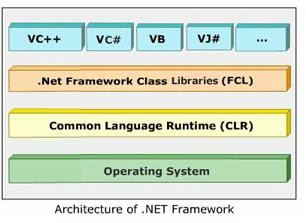 VC++ VC# VB VJ# ...
.Net Framework Class Libraries (FCL)
Common Language Runtime (CLR)
Operating System
Architecture of .NET Framework